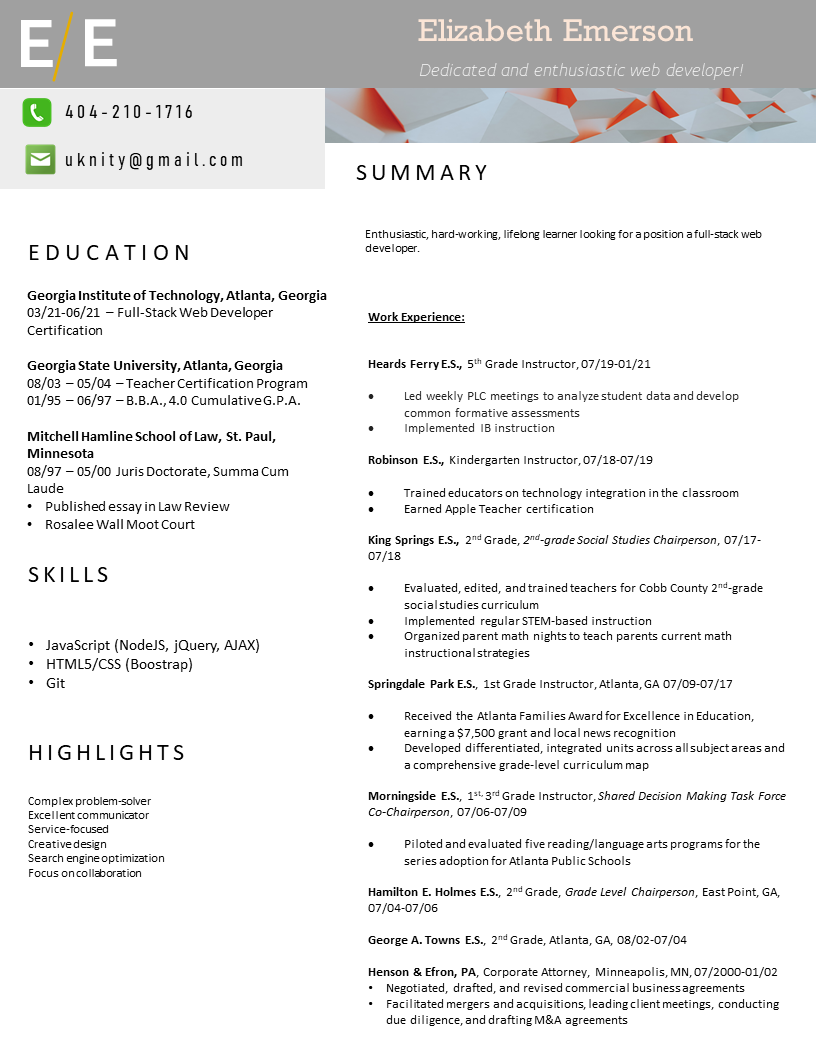 E/E
Elizabeth Emerson
Dedicated and enthusiastic web developer!
404-210-1716
uknity@gmail.com
EDUCATION
Georgia Institute of Technology, Atlanta, Georgia
03/21-06/21 – Full-Stack Web Developer
Certification
Georgia State University, Atlanta, Georgia
08/03 – 05/04 – Teacher Certification Program
01/95 – 06/97 – B.B.A., 4.0 Cumulative G.P.A.
Mitchell Hamline School of Law, St. Paul,
Minnesota
08/97 – 05/00 Juris Doctorate, Summa Cum
Laude
• Published essay in Law Review
• Rosalee Wall Moot Court
SKILLS
• JavaScript (NodeJS, jQuery, AJAX)
• HTML5/CSS (Boostrap)
• Git
HIGHLIGHTS
Complex problem-solver
Excellent communicator
Service-focused
Creative design
Search engine optimization
Focus on collaboration
SUMMARY
Enthusiastic, hard-working, lifelong learner looking for a position a full-stack web
developer.
Work Experience:
Heards Ferry E.S., 5th Grade Instructor, 07/19-01/21
• Led weekly PLC meetings to analyze student data and develop
common formative assessments
• Implemented IB instruction
Robinson E.S., Kindergarten Instructor, 07/18-07/19
• Trained educators on technology integration in the classroom
• Earned Apple Teacher certification
King Springs E.S., 2nd Grade, 2nd-grade Social Studies Chairperson, 07/17-
07/18
• Evaluated, edited, and trained teachers for Cobb County 2nd-grade
social studies curriculum
• Implemented regular STEM-based instruction
• Organized parent math nights to teach parents current math
instructional strategies
Springdale Park E.S., 1st Grade Instructor, Atlanta, GA 07/09-07/17
• Received the Atlanta Families Award for Excellence in Education,
earning a $7,500 grant and local news recognition
• Developed differentiated, integrated units across all subject areas and
a comprehensive grade-level curriculum map
Morningside E.S., 1st, 3rd Grade Instructor, Shared Decision Making Task Force
Co-Chairperson, 07/06-07/09
• Piloted and evaluated five reading/language arts programs for the
series adoption for Atlanta Public Schools
Hamilton E. Holmes E.S., 2nd Grade, Grade Level Chairperson, East Point, GA,
07/04-07/06
George A. Towns E.S., 2nd Grade, Atlanta, GA, 08/02-07/04
Henson & Efron, PA, Corporate Attorney, Minneapolis, MN, 07/2000-01/02
• Negotiated, drafted, and revised commercial business agreements
• Facilitated mergers and acquisitions, leading client meetings, conducting
due diligence, and drafting M&A agreements